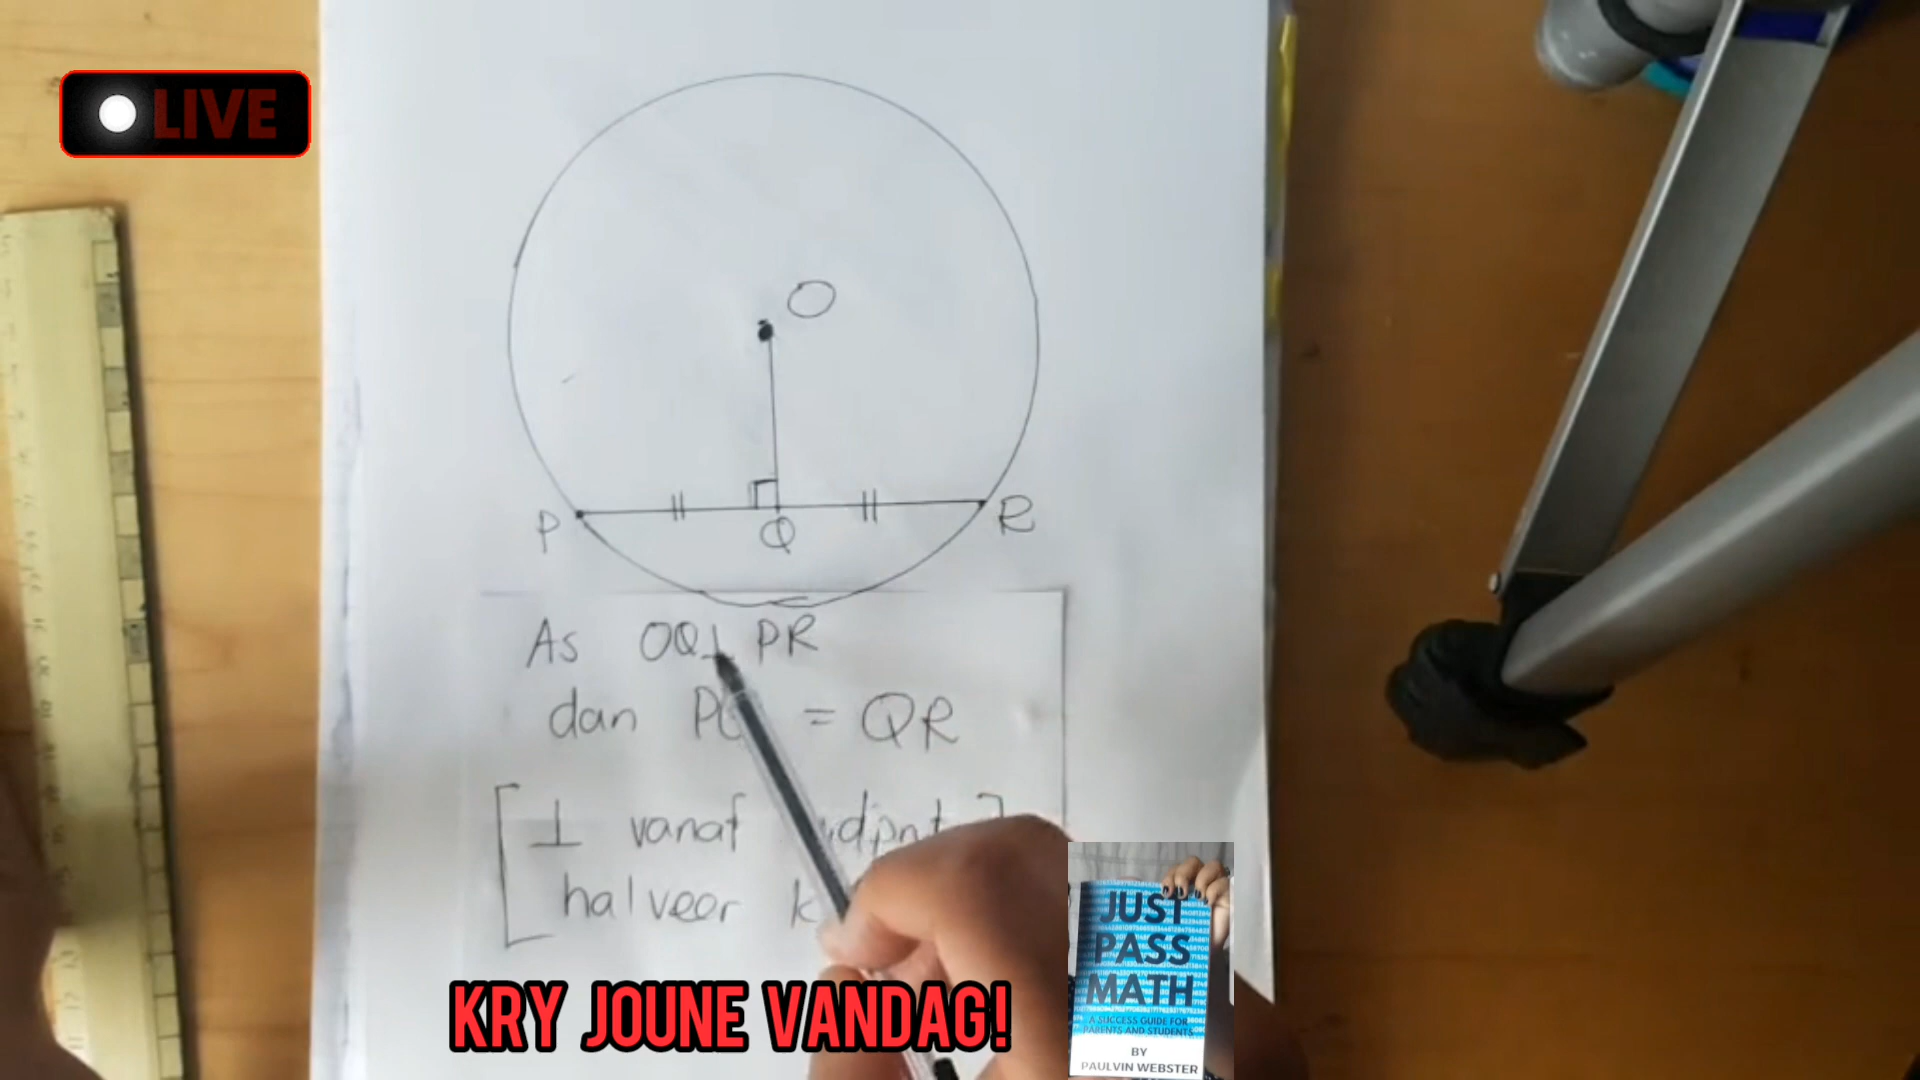 LIVE
O
P
Q
R
As OQ⊥ PR
dan = QR
[⊥ vanaf ]
halveer
KRY JOUNE VANDAG!
JUST
PASS
MATH
A SUCCESS GUIDE FOR
PARENTS AND STUDENTS
BY
PAULVIN WEBSTER